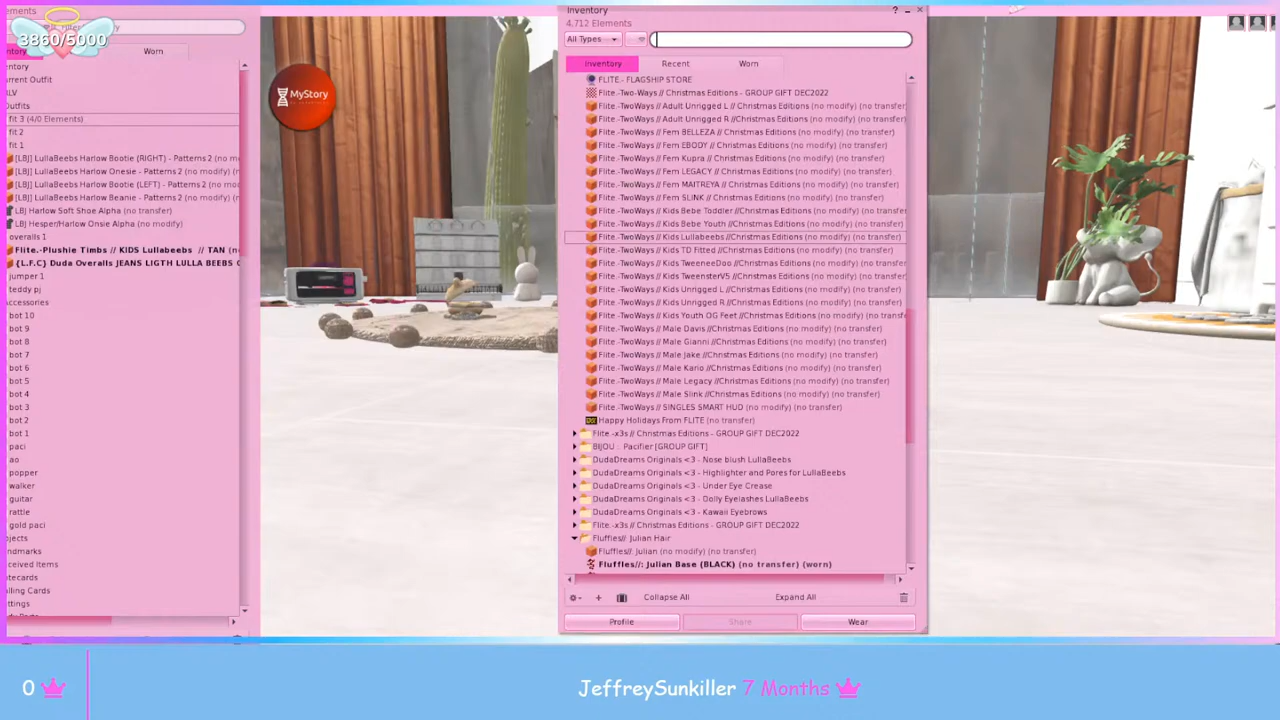 ements
3860/5000
ntory
Worn
ntory
urrent Outfit
LV
Outfits
fit 3 (4/0 Elements)
fit 2
fit 1
[LBJ] LullaBeebs Harlow Bootie (RIGHT) - Patterns 2 (no m
[LBJ] LullaBeebs Harlow Onesie - Patterns 2 (no modify)
[LBJ] LullaBeebs Harlow Bootie (LEFT) - Patterns 2 (no mo
[LBJ] LullaBeebs Harlow Beanie - Patterns 2 (no modify)
LBJ Harlow Soft Shoe Alpha (no transfer)
LBJ Hesper/Harlow Onsie Alpha (no transfer)
overalls 1
Flite.-Plushie Timbs // KIDS Lullabeebs // TAN (no
{L.F.C} Duda Overalls JEANS LIGTH LULLA BEEBS
jumper 1
teddy pj
ccessories
bot 10
bot 9
bot 8
bot 7
bot 6
bot 5
bot 4
bot 3
bot 2
bot 1
paci
ao
popper
walker
guitar
rattle
gold paci
ojects
ndmarks
ceived Items
otecards
alling Cards
ttings
MyStory
Inventory
? _ ×
4,712 Elements
All Types
Inventory
Recent
Worn
FLITE - FLAGSHIP STORE
Flite.-Two-Ways // Christmas Editions - GROUP GIFT DEC2022
Flite.-TwoWays // Adult Unrigged L //Christmas Editions (no modify) (no transfer)
Flite.-TwoWays // Adult Unrigged R //Christmas Editions (no modify) (no transfer)
Flite.-TwoWays // Fem BELLEZA //Christmas Editions (no modify) (no transfer)
Flite.-TwoWays // Fem EBODY //Christmas Editions (no modify) (no transfer)
Flite.-TwoWays // Fem Kupra //Christmas Editions (no modify) (no transfer)
Flite.-TwoWays // Fem LEGACY //Christmas Editions (no modify) (no transfer)
Flite.-TwoWays // Fem MAITREYA //Christmas Editions (no modify) (no transfer)
Flite.-TwoWays // Fem SLINK //Christmas Editions (no modify) (no transfer)
Flite.-TwoWays // Kids Bebe Toddler //Christmas Editions (no modify) (no transfer)
Flite.-TwoWays // Kids Bebe Youth //Christmas Editions (no modify) (no transfer)
Flite.-TwoWays // Kids Lullabeebs //Christmas Editions (no modify) (no transfer)
Flite.-TwoWays // Kids TD Fitted //Christmas Editions (no modify) (no transfer)
Flite.-TwoWays // Kids TweeneeDoo //Christmas Editions (no modify) (no transfer)
Flite.-TwoWays // Kids TweensterV5 //Christmas Editions (no modify) (no transfer)
Flite.-TwoWays // Kids Unrigged L //Christmas Editions (no modify) (no transfer)
Flite.-TwoWays // Kids Unrigged R //Christmas Editions (no modify) (no transfer)
Flite.-TwoWays // Kids Youth OG Feet //Christmas Editions (no modify) (no transf
Flite.-TwoWays // Male Davis //Christmas Editions (no modify) (no transfer)
Flite.-TwoWays // Male Gianni //Christmas Editions (no modify) (no transfer)
Flite.-TwoWays // Male Jake //Christmas Editions (no modify) (no transfer)
Flite.-TwoWays // Male Kario //Christmas Editions (no modify) (no transfer)
Flite.-TwoWays // Male Legacy //Christmas Editions (no modify) (no transfer)
Flite.-TwoWays // Male Slink //Christmas Editions (no modify) (no transfer)
Flite.-TwoWays // SINGLES SMART HUD (no modify) (no transfer)
Happy Holidays From FLITE (no transfer)
Flite.-x3s // Christmas Editions - GROUP GIFT DEC2022
BIJOU : Pacifier [GROUP GIFT]
DudaDreams Originals <3 - Nose blush LullaBeebs
DudaDreams Originals <3 - Highlighter and Pores for LullaBeebs
DudaDreams Originals <3 - Under Eye Crease
DudaDreams Originals <3 - Dolly Eyelashes LullaBeebs
DudaDreams Originals <3 - Kawaii Eyebrows
Flite.-x3s // Christmas Editions - GROUP GIFT DEC2022
Fluffles//: Julian Hair
Fluffles//: Julian (no modify) (no transfer)
Fluffles//: Julian Base (BLACK) (no transfer) (worn)
Collapse All
Expand All
Profile
Share
Wear
0
JeffreySunkiller 7 Months